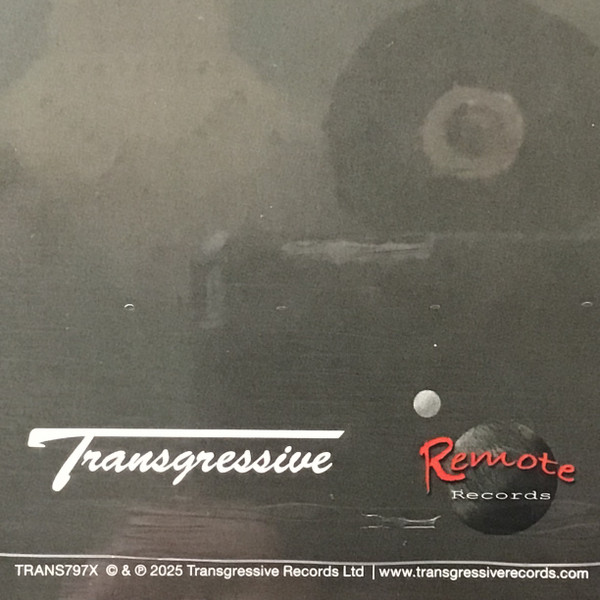 Transgressive
Remote
Records
TRANS797X © & ℗ 2025 Transgressive Records Ltd | www.transgressiverecords.com